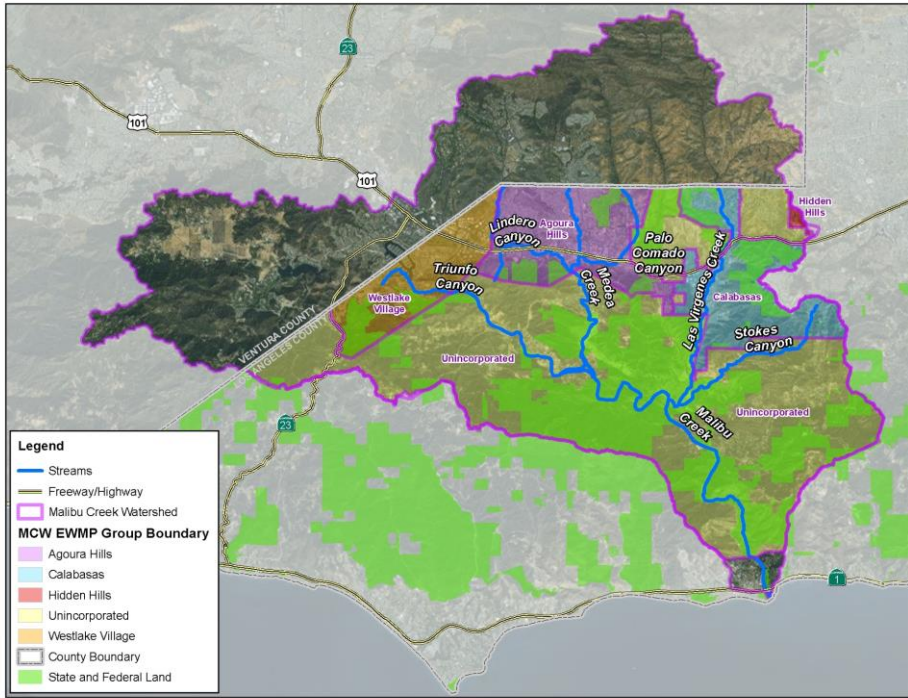 23
101
101
Hidden
Hills
Agoura
Hills
Lindero
Canyon
Palo
Comado
Canyon
Triunfo
Canyon
Medea
Creek
Las Virgenes Creek
Calabasas
Westlake
Village
VENTURA COUNTY
LOS ANGELES COUNTY
Stokes
Canyon
Unincorporated
Unincorporated
Malibu
Creek
23
1
Legend
Streams
Freeway/Highway
Malibu Creek Watershed
MCW EWMP Group Boundary
Agoura Hills
Calabasas
Hidden Hills
Unincorporated
Westlake Village
County Boundary
State and Federal Land